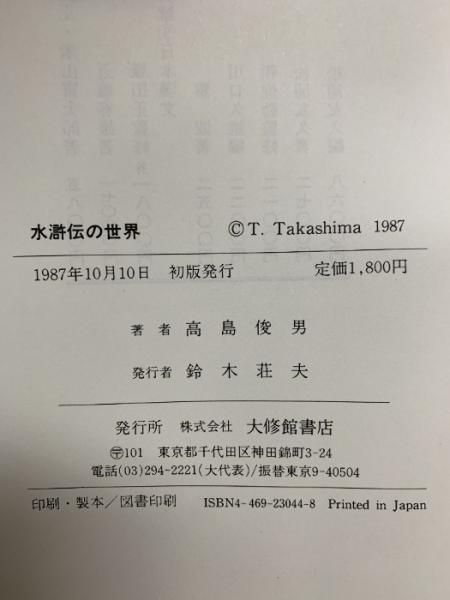 水滸伝の世界 ©T. Takashima 1987
1987年10月10日 初版発行 定価1,800円
著者 高島俊男
発行者 鈴木荘夫
発行所 株式会社 大修館書店
〒101 東京都千代田区神田錦町3-24
電話(03)294-2221(大代表)/振替東京9-40504
印刷・製本/図書印刷 ISBN4-469-23044-8 Printed in Japan